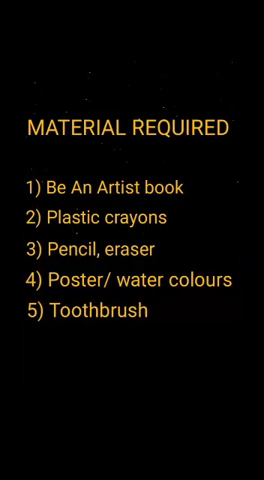 MATERIAL REQUIRED
1) Be An Artist book
2) Plastic crayons
3) Pencil, eraser
4) Poster/ water colours
5) Toothbrush